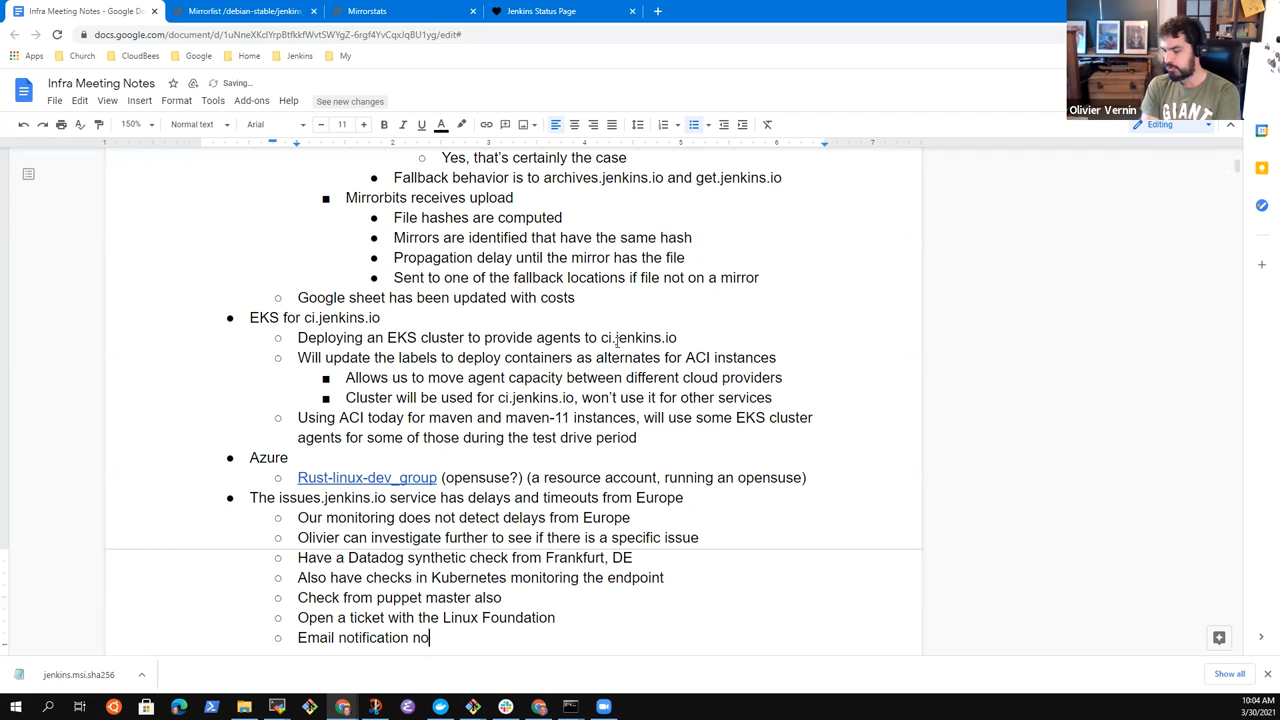 Infra Meeting Notes - Google Do
Mirrorlist /debian-stable/jenkins_
Mirrorstats
Jenkins Status Page
Apps
Church
CloudBees
Google
Home
Jenkins
My
Infra Meeting Notes
Saving...
File Edit View Insert Format Tools Add-ons Help See new changes
150% Normal text Arial 11
Editing
Olivier Vernin
GIANT
1 1 2 3 4 5 6 7
Yes, that's certainly the case
Fallback behavior is to archives.jenkins.io and get.jenkins.io
Mirrorbits receives upload
File hashes are computed
Mirrors are identified that have the same hash
Propagation delay until the mirror has the file
Sent to one of the fallback locations if file not on a mirror
Google sheet has been updated with costs
EKS for ci.jenkins.io
Deploying an EKS cluster to provide agents to ci.jenkins.io
Will update the labels to deploy containers as alternates for ACI instances
Allows us to move agent capacity between different cloud providers
Cluster will be used for ci.jenkins.io, won't use it for other services
Using ACI today for maven and maven-11 instances, will use some EKS cluster
agents for some of those during the test drive period
Azure
Rust-linux-dev_group (opensuse?) (a resource account, running an opensuse)
The issues.jenkins.io service has delays and timeouts from Europe
Our monitoring does not detect delays from Europe
Olivier can investigate further to see if there is a specific issue
Have a Datadog synthetic check from Frankfurt, DE
Also have checks in Kubernetes monitoring the endpoint
Check from puppet master also
Open a ticket with the Linux Foundation
Email notification no
jenkins.msi.sha256
Show all
10:04 AM
3/30/2021